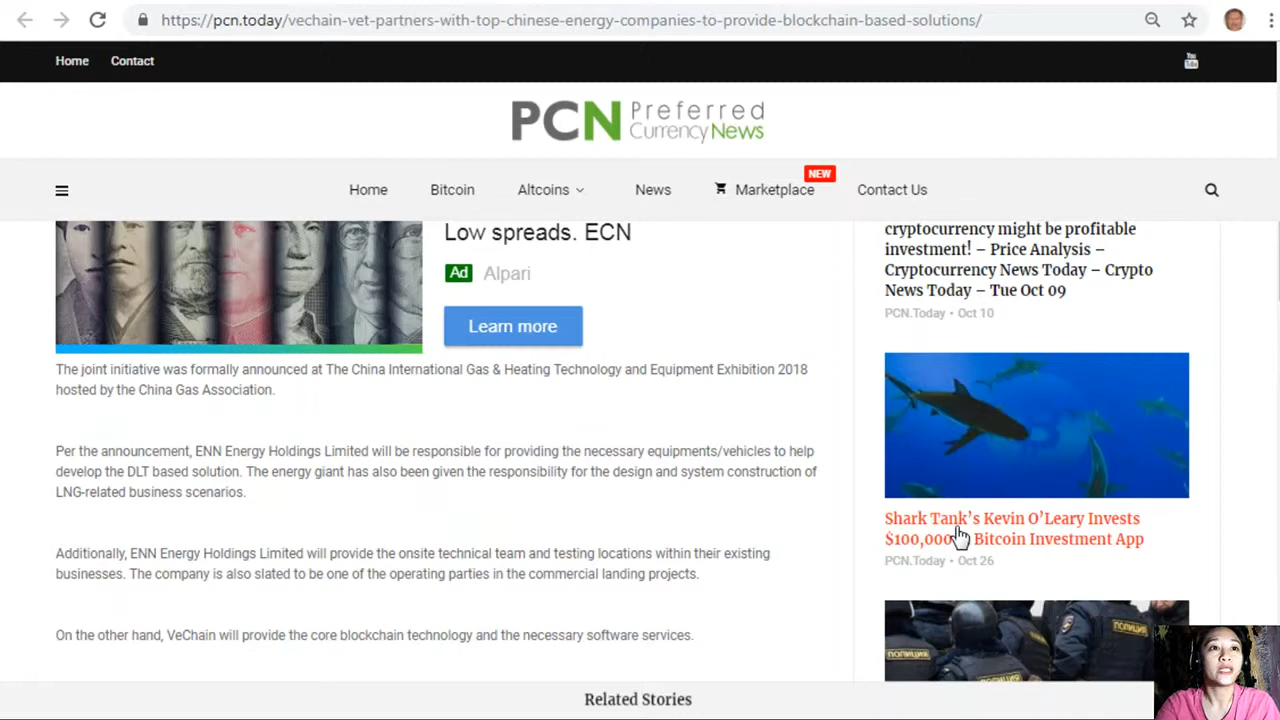 https://pcn.today/vechain-vet-partners-with-top-chinese-energy-companies-to-provide-blockchain-based-solutions/
Home Contact
You Tube
PCN Preferred
CurrencyNews
NEW
Home Bitcoin Altcoins News Marketplace Contact Us
Low spreads. ECN
Ad Alpari
Learn more
The joint initiative was formally announced at The China International Gas & Heating Technology and Equipment Exhibition 2018
hosted by the China Gas Association.
Per the announcement, ENN Energy Holdings Limited will be responsible for providing the necessary equipments/vehicles to help
develop the DLT based solution. The energy giant has also been given the responsibility for the design and system construction of
LNG-related business scenarios.
Additionally, ENN Energy Holdings Limited will provide the onsite technical team and testing locations within their existing
businesses. The company is also slated to be one of the operating parties in the commercial landing projects.
On the other hand, VeChain will provide the core blockchain technology and the necessary software services.
cryptocurrency might be profitable
investment! – Price Analysis –
Cryptocurrency News Today – Crypto
News Today – Tue Oct 09
PCN.Today • Oct 10
Shark Tank’s Kevin O’Leary Invests
$100,000 Bitcoin Investment App
PCN.Today • Oct 26
ПОЛИЦИЯ
ПОЛИЦИЯ
Related Stories